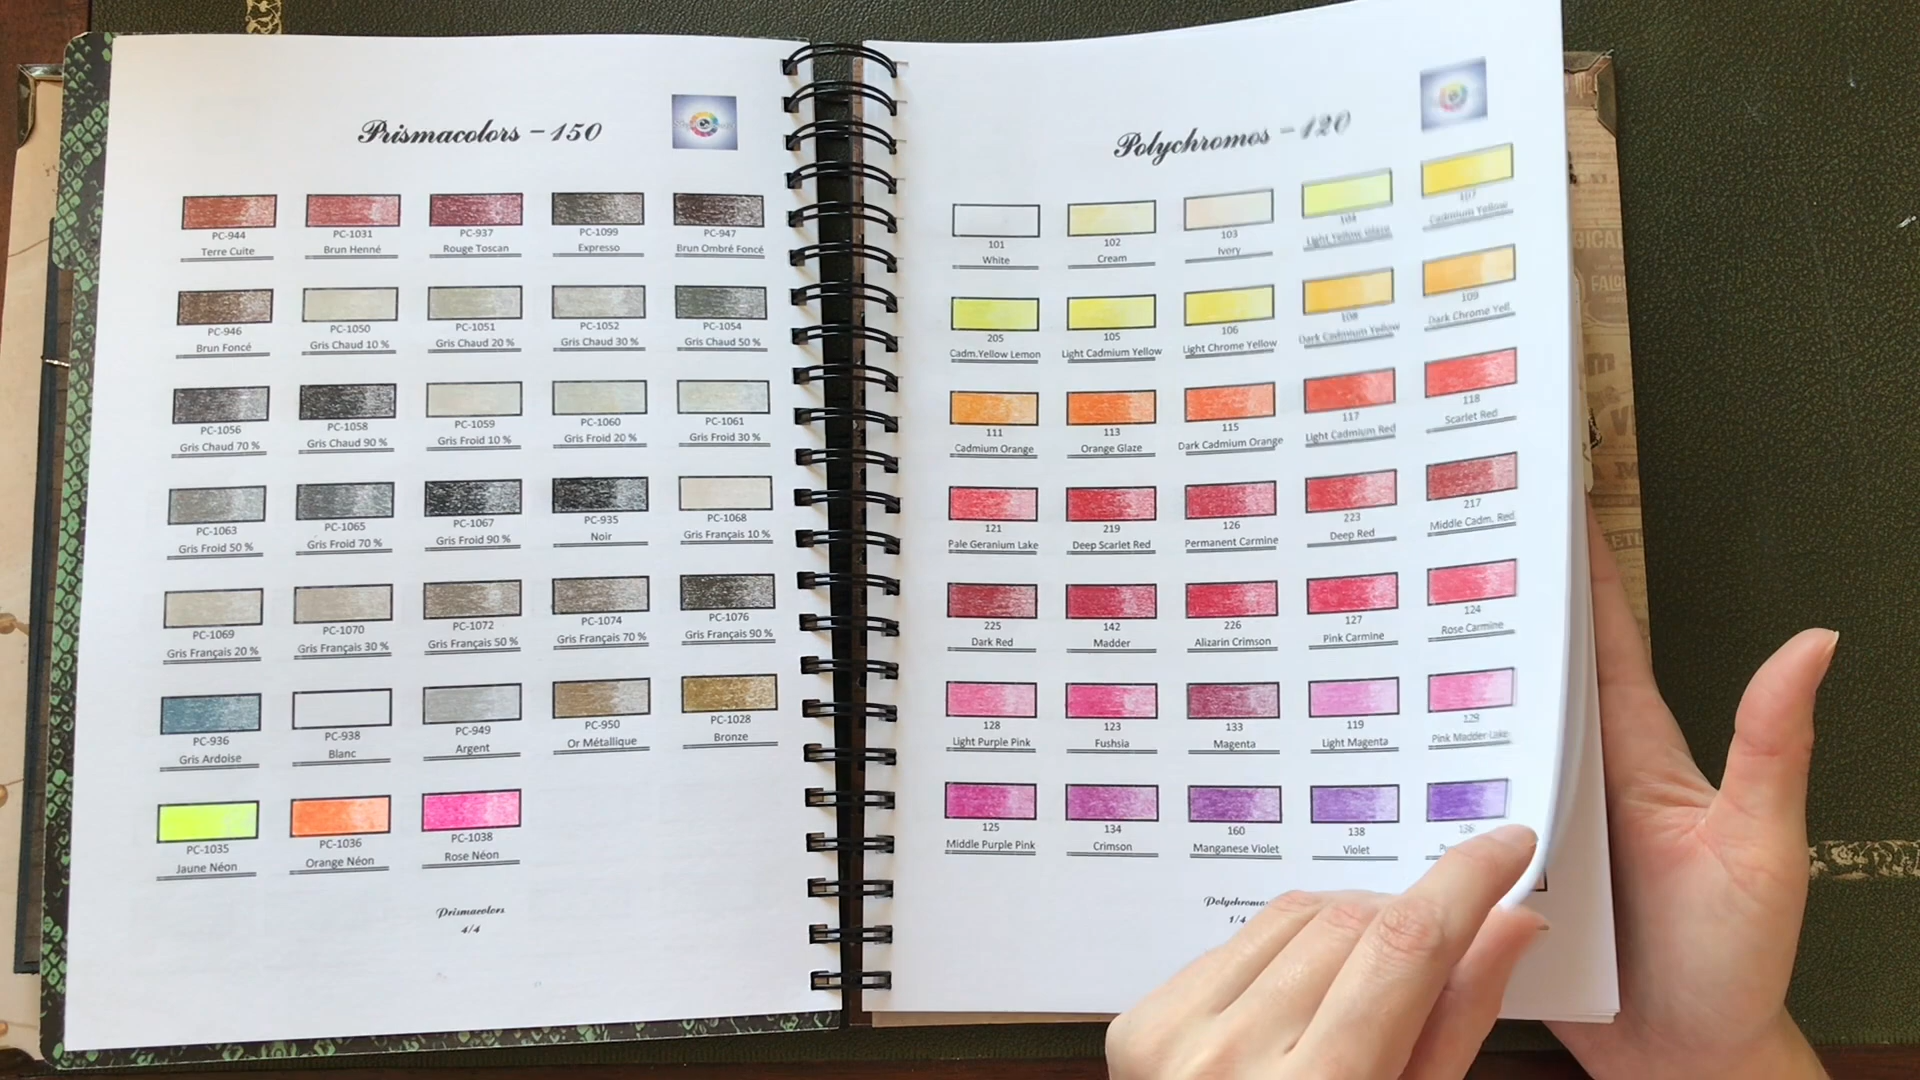 Prismacolors - 150
PC-944 PC-1031 PC-937 PC-1099 PC-947
Terre Cuite Brun Henné Rouge Toscan Expresso Brun Ombré Foncé
PC-946 PC-1050 PC-1051 PC-1052 PC-1054
Brun Foncé Gris Chaud 10 % Gris Chaud 20 % Gris Chaud 30 % Gris Chaud 50 %
PC-1056 PC-1058 PC-1059 PC-1060 PC-1061
Gris Chaud 70 % Gris Chaud 90 % Gris Froid 10 % Gris Froid 20 % Gris Froid 30 %
PC-1063 PC-1065 PC-1067 PC-935 PC-1068
Gris Froid 50 % Gris Froid 70 % Gris Froid 90 % Noir Gris Français 10 %
PC-1069 PC-1070 PC-1072 PC-1074 PC-1076
Gris Français 20 % Gris Français 30 % Gris Français 50 % Gris Français 70 % Gris Français 90 %
PC-936 PC-938 PC-949 PC-950 PC-1028
Gris Ardoise Blanc Argent Or Métallique Bronze
PC-1035 PC-1036 PC-1038
Jaune Néon Orange Néon Rose Néon
Prismacolors
4/4
Polychromos - 120
101 102 103 104 107
White Cream Ivory Light Yellow Glaze Cadmium Yellow
205 105 106 108 109
Cadm.Yellow Lemon Light Cadmium Yellow Light Chrome Yellow Dark Cadmium Yellow Dark Chrome Yell
111 113 115 117 118
Cadmium Orange Orange Glaze Dark Cadmium Orange Light Cadmium Red Scarlet Red
121 219 126 223 217
Pale Geranium Lake Deep Scarlet Red Permanent Carmine Deep Red Middle Cadm. Red
225 142 226 127 124
Dark Red Madder Alizarin Crimson Pink Carmine Rose Carmine
128 123 133 119 129
Light Purple Pink Fushsia Magenta Light Magenta Pink Madder Lake
125 134 160 138 136
Middle Purple Pink Crimson Manganese Violet Violet
Polychromos
1/4